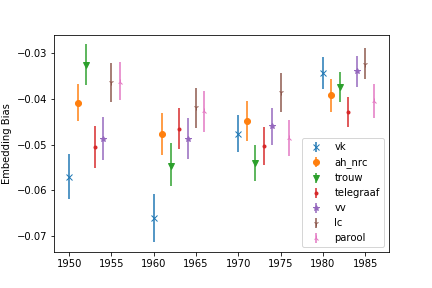 −0.03
−0.04
−0.05
−0.06
−0.07
Embedding Bias
1950
1955
1960
1965
1970
1975
1980
1985
vk
ah_nrc
trouw
telegraaf
vv
lc
parool